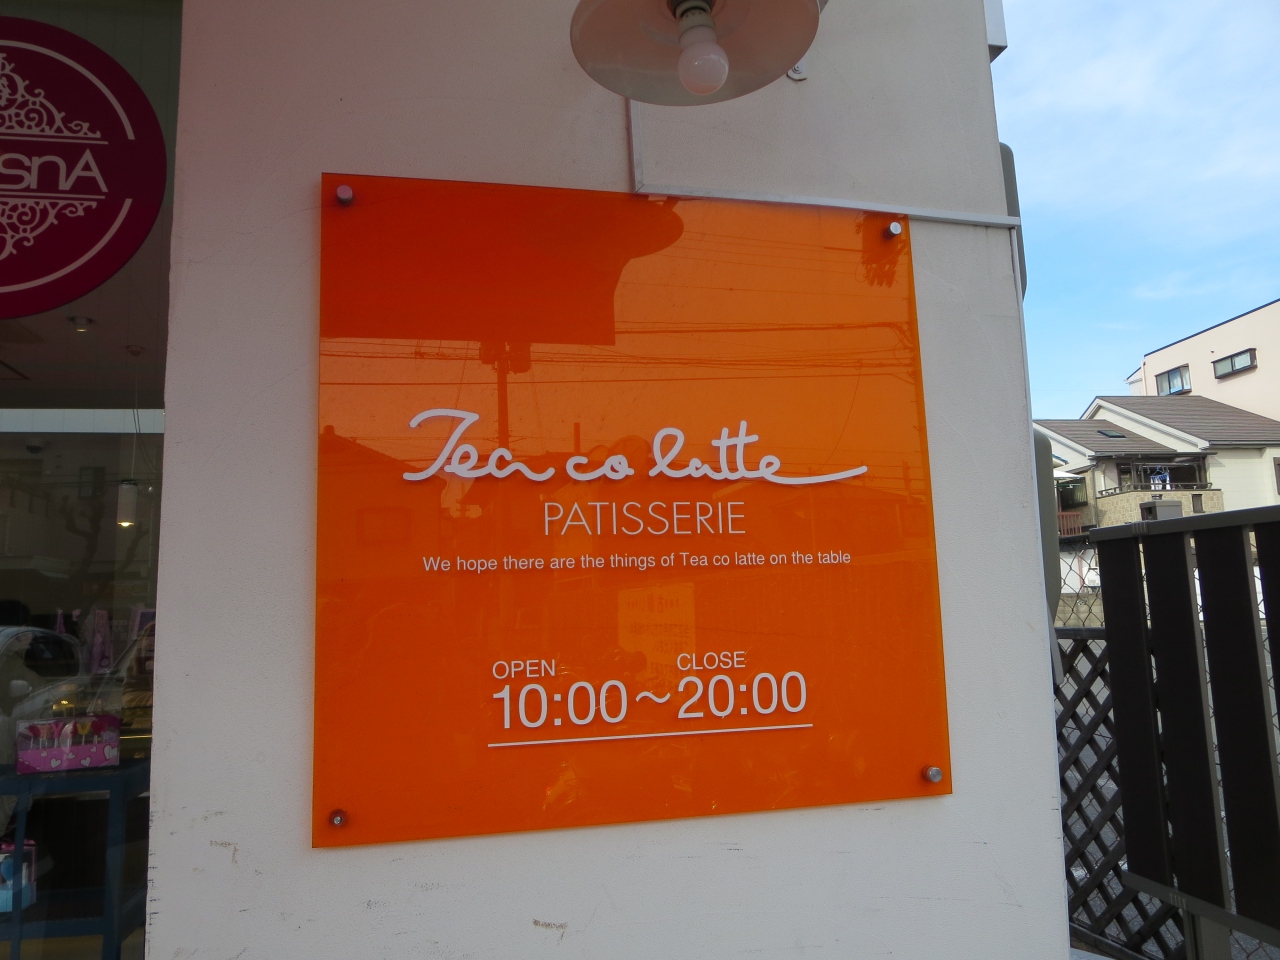 Tea co latte
PATISSERIE
We hope there are the things of Tea co latte on the table
OPEN CLOSE
10:00～20:00